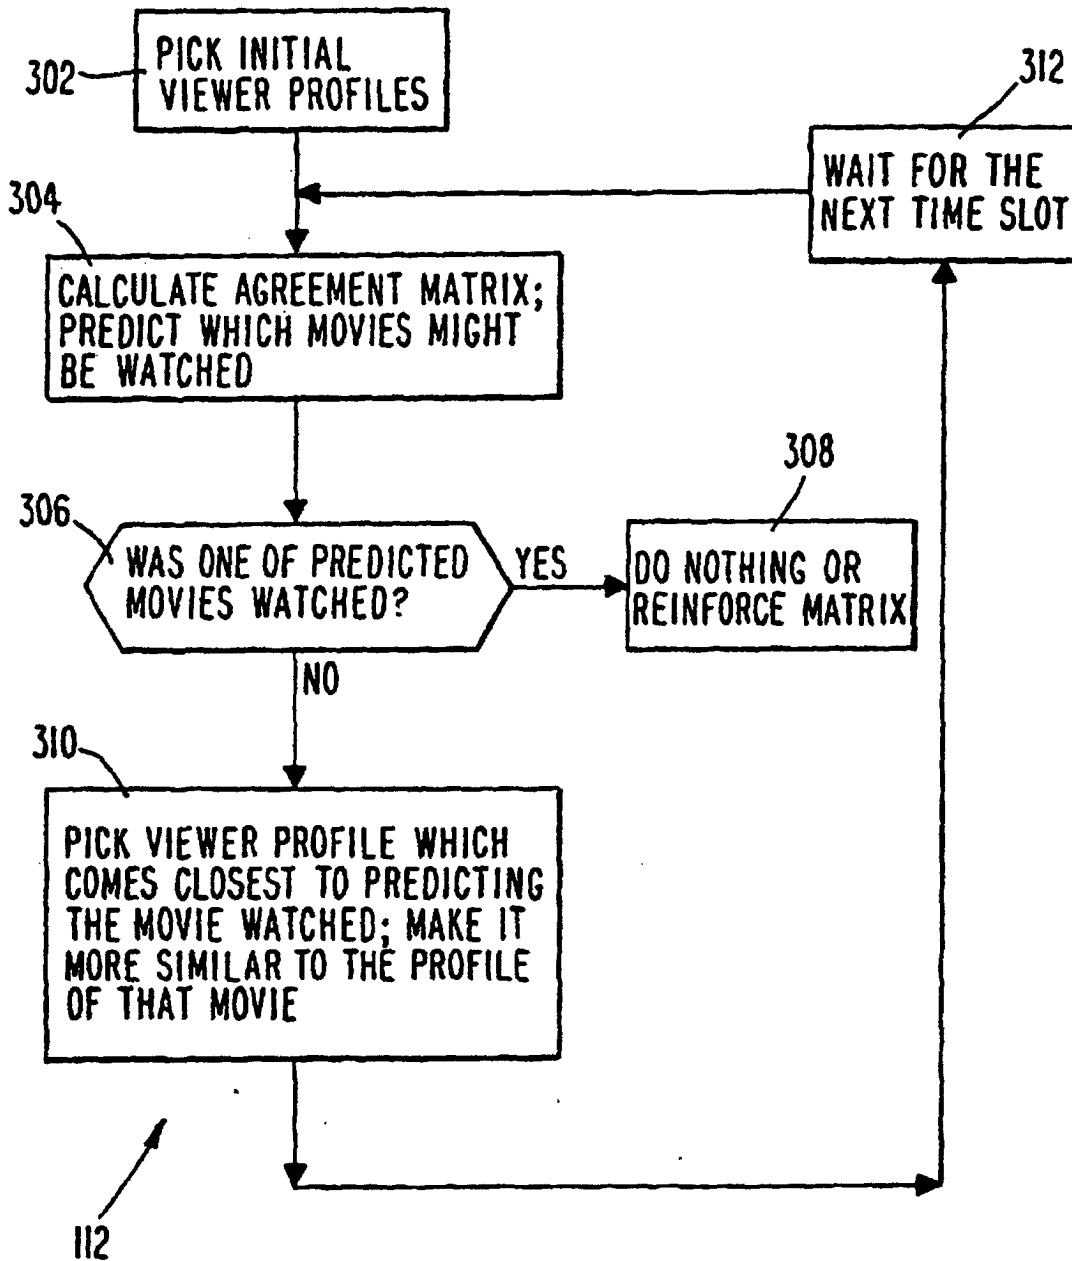 302
PICK INITIAL
VIEWER PROFILES
312
WAIT FOR THE
NEXT TIME SLOT
304
CALCULATE AGREEMENT MATRIX;
PREDICT WHICH MOVIES MIGHT
BE WATCHED
306
WAS ONE OF PREDICTED
MOVIES WATCHED?
YES
308
DO NOTHING OR
REINFORCE MATRIX
NO
310
PICK VIEWER PROFILE WHICH
COMES CLOSEST TO PREDICTING
THE MOVIE WATCHED; MAKE IT
MORE SIMILAR TO THE PROFILE
OF THAT MOVIE
112